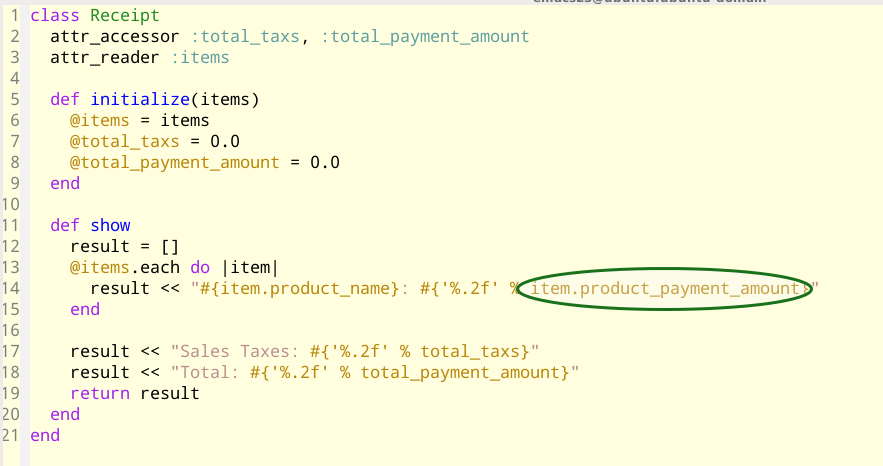 1 class Receipt
2   attr_accessor :total_taxs, :total_payment_amount
3   attr_reader :items
4
5   def initialize(items)
6     @items = items
7     @total_taxs = 0.0
8     @total_payment_amount = 0.0
9   end
10
11   def show
12     result = []
13     @items.each do |item|
14       result << "#{item.product_name}: #{'%.2f' % item.product_payment_amount}"
15     end
16
17     result << "Sales Taxes: #{'%.2f' % total_taxs}"
18     result << "Total: #{'%.2f' % total_payment_amount}"
19     return result
20   end
21 end